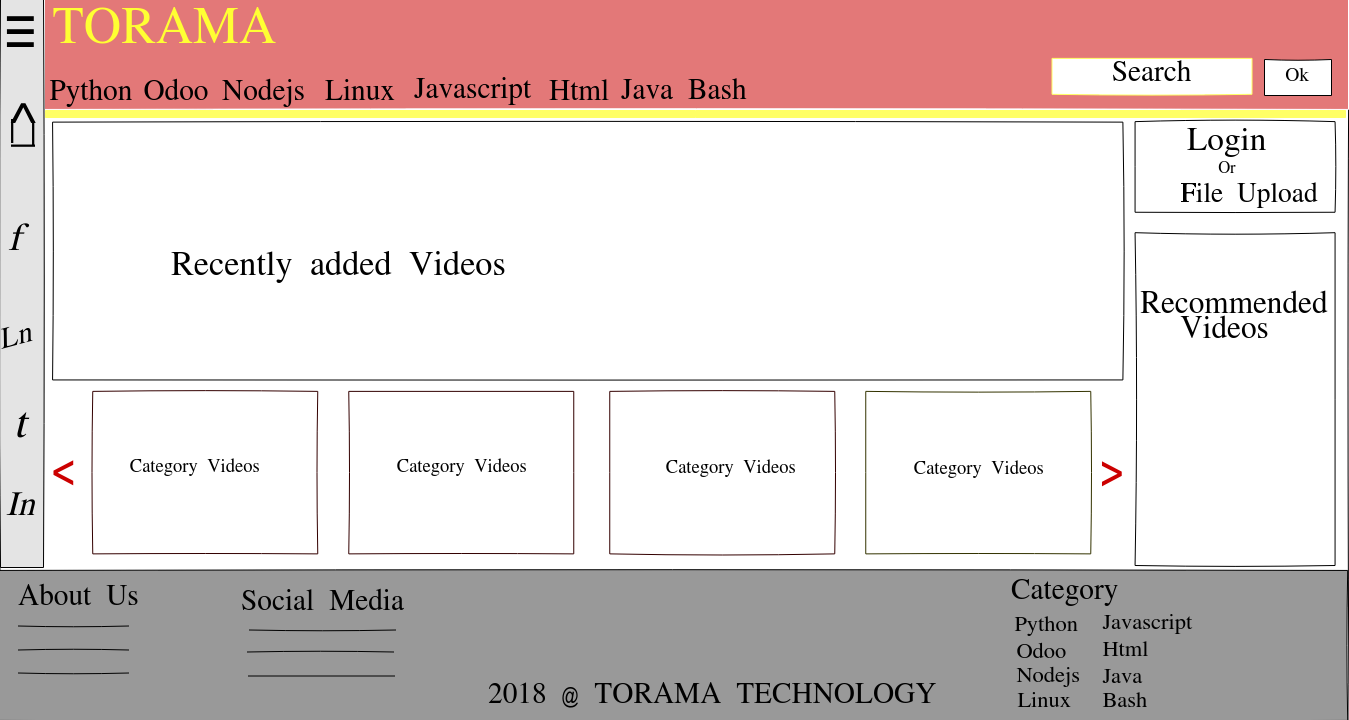 TORAMA
Python Odoo Nodejs Linux Javascript Html Java Bash
Search
Ok
f
Ln
t
In
Recently added Videos
Login
Or
File Upload
Recommended
Videos
< Category Videos Category Videos Category Videos Category Videos >
About Us
Social Media
2018 @ TORAMA TECHNOLOGY
Category
Python Javascript
Odoo Html
Nodejs Java
Linux Bash